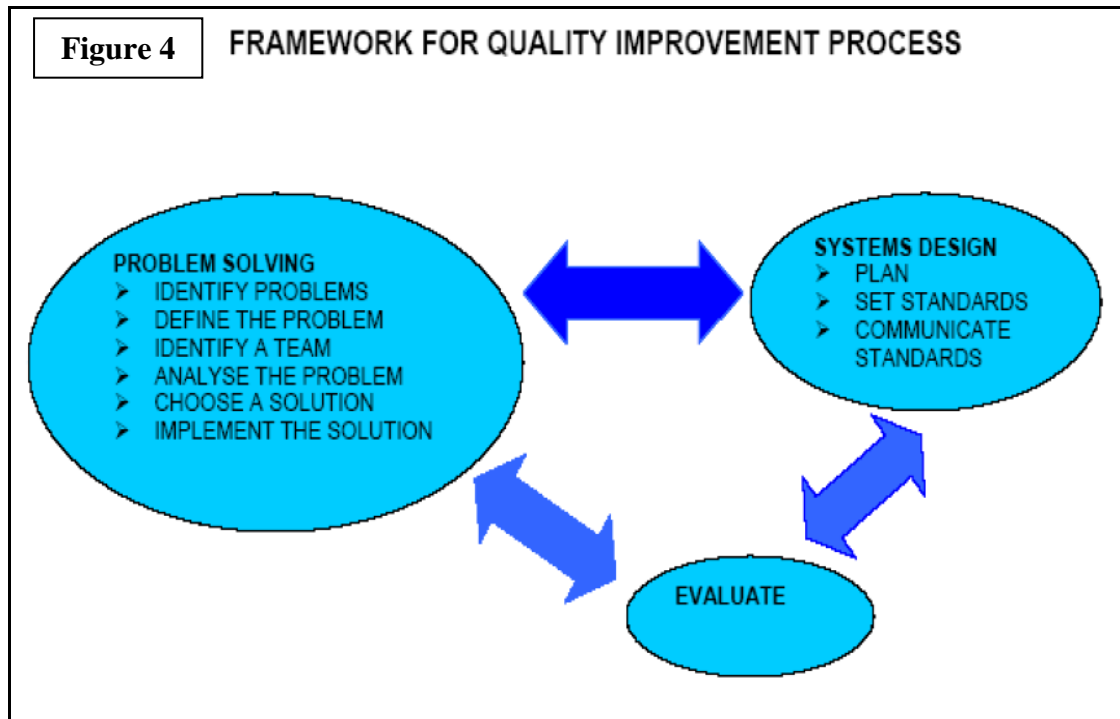 Figure 4
FRAMEWORK FOR QUALITY IMPROVEMENT PROCESS
PROBLEM SOLVING
➢ IDENTIFY PROBLEMS
➢ DEFINE THE PROBLEM
➢ IDENTIFY A TEAM
➢ ANALYSE THE PROBLEM
➢ CHOOSE A SOLUTION
➢ IMPLEMENT THE SOLUTION
SYSTEMS DESIGN
➢ PLAN
➢ SET STANDARDS
➢ COMMUNICATE
STANDARDS
EVALUATE